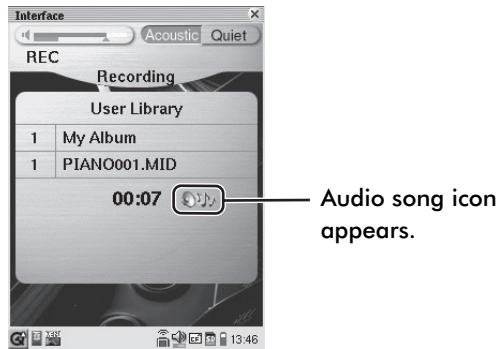 Interface
Acoustic Quiet
REC
Recording
User Library
1 My Album
1 PIANO001.MID
00:07
Audio song icon
appears.
13:46